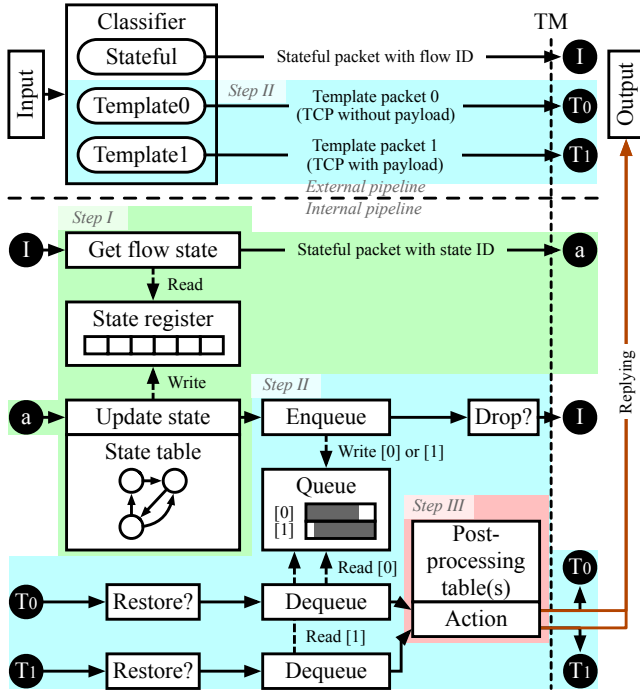 Classifier
TM
Input
Stateful
Stateful packet with flow ID
I
Output
Step II
Template0
Template packet 0
(TCP without payload)
T0
Template1
Template packet 1
(TCP with payload)
T1
External pipeline
Internal pipeline
Step I
I
Get flow state
Stateful packet with state ID
a
Read
State register
Write
Replying
Step II
a
Update state
Enqueue
Drop?
I
State table
Write [0] or [1]
Queue
[0]
[1]
Step III
Post-
processing
table(s)
Read [0]
T0
T0
Restore?
Dequeue
Action
Read [1]
T1
Restore?
Dequeue
T1